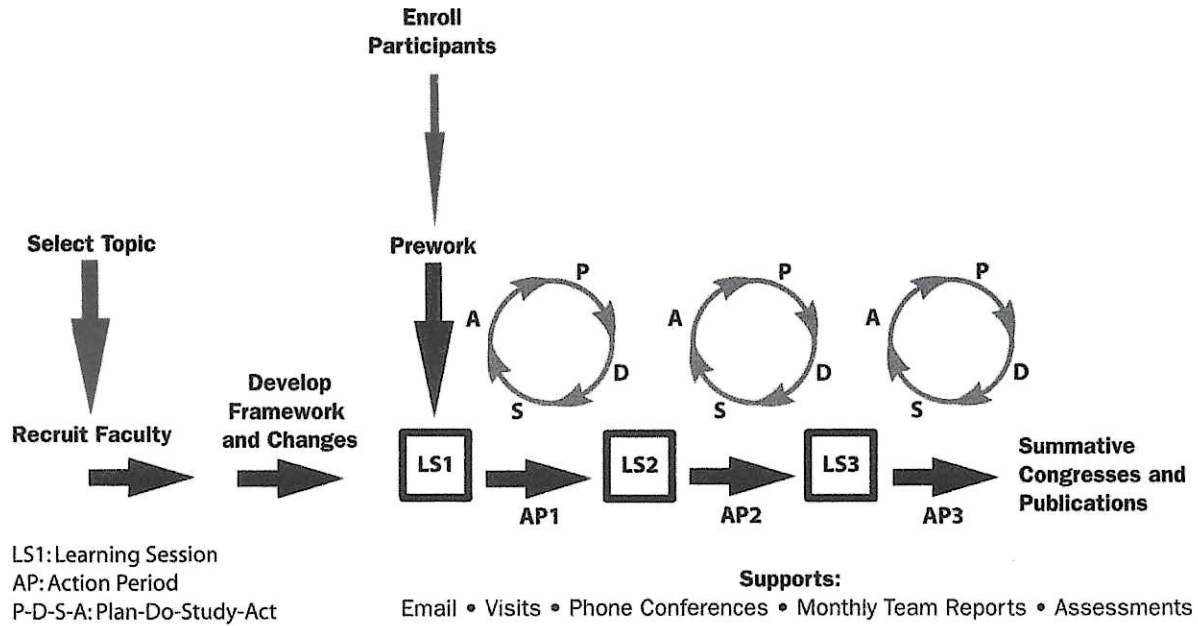 Enroll
Participants
Select Topic
Prework
P
A
D
S
P
A
D
S
P
A
D
S
Recruit Faculty
Develop
Framework
and Changes
LS1
AP1
LS2
AP2
LS3
AP3
Summative
Congresses and
Publications
LS1: Learning Session
AP: Action Period
P-D-S-A: Plan-Do-Study-Act
Supports:
Email • Visits • Phone Conferences • Monthly Team Reports • Assessments